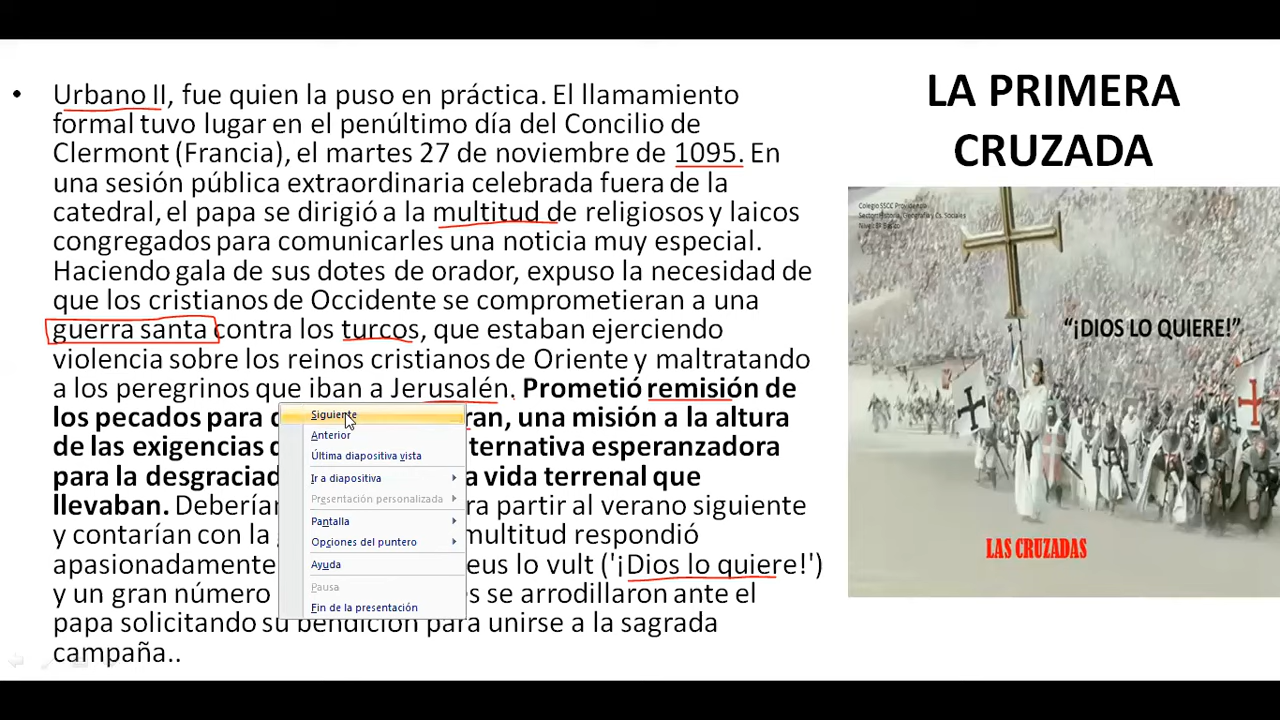 • Urbano II, fue quien la puso en práctica. El llamamiento
formal tuvo lugar en el penúltimo día del Concilio de
Clermont (Francia), el martes 27 de noviembre de 1095. En
una sesión pública extraordinaria celebrada fuera de la
catedral, el papa se dirigió a la multitud de religiosos y laicos
congregados para comunicarles una noticia muy especial.
Haciendo gala de sus dotes de orador, expuso la necesidad de
que los cristianos de Occidente se comprometieran a una
guerra santa contra los turcos, que estaban ejerciendo
violencia sobre los reinos cristianos de Oriente y maltratando
a los peregrinos que iban a Jerusalén. Prometió remisión de
los pecados para ran, una misión a la altura
de las exigencias ternativa esperanzadora
para la desgraciad a vida terrenal que
llevaban. Deberían ra partir al verano siguiente
y contarían con la multitud respondió
apasionadamente eus lo vult ('¡Dios lo quiere!')
y un gran número s se arrodillaron ante el
papa solicitando su bendición para unirse a la sagrada
campaña..
Siguiente
Anterior
Última diapositiva vista
Ir a diapositiva
Presentación personalizada
Pantalla
Opciones del puntero
Ayuda
Pausa
Fin de la presentación
LA PRIMERA
CRUZADA
Colegio SSCC Providencia
Sector: Historia, Geografía y Cs. Sociales
“¡DIOS LO QUIERE!”
LAS CRUZADAS